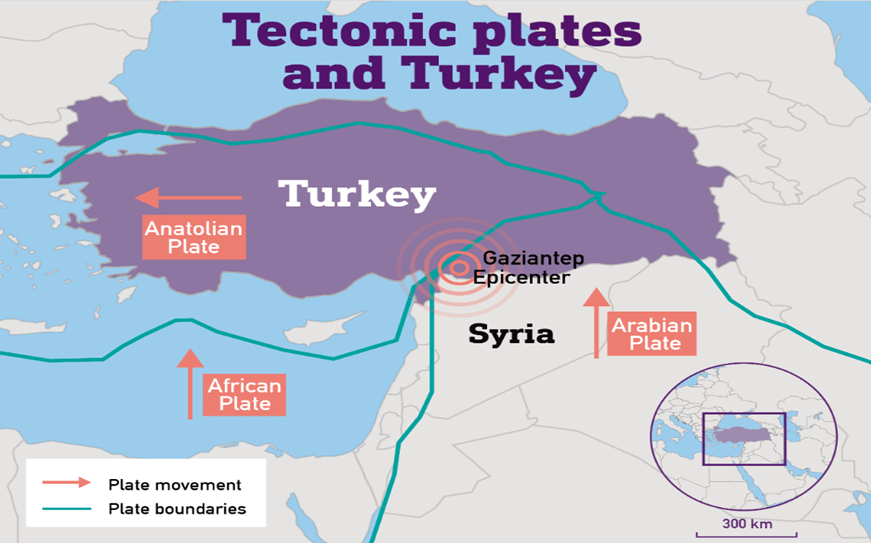 Tectonic plates
and Turkey
Turkey
Anatolian
Plate
Gaziantep
Epicenter
Syria
Arabian
Plate
African
Plate
Plate movement
Plate boundaries
300 km